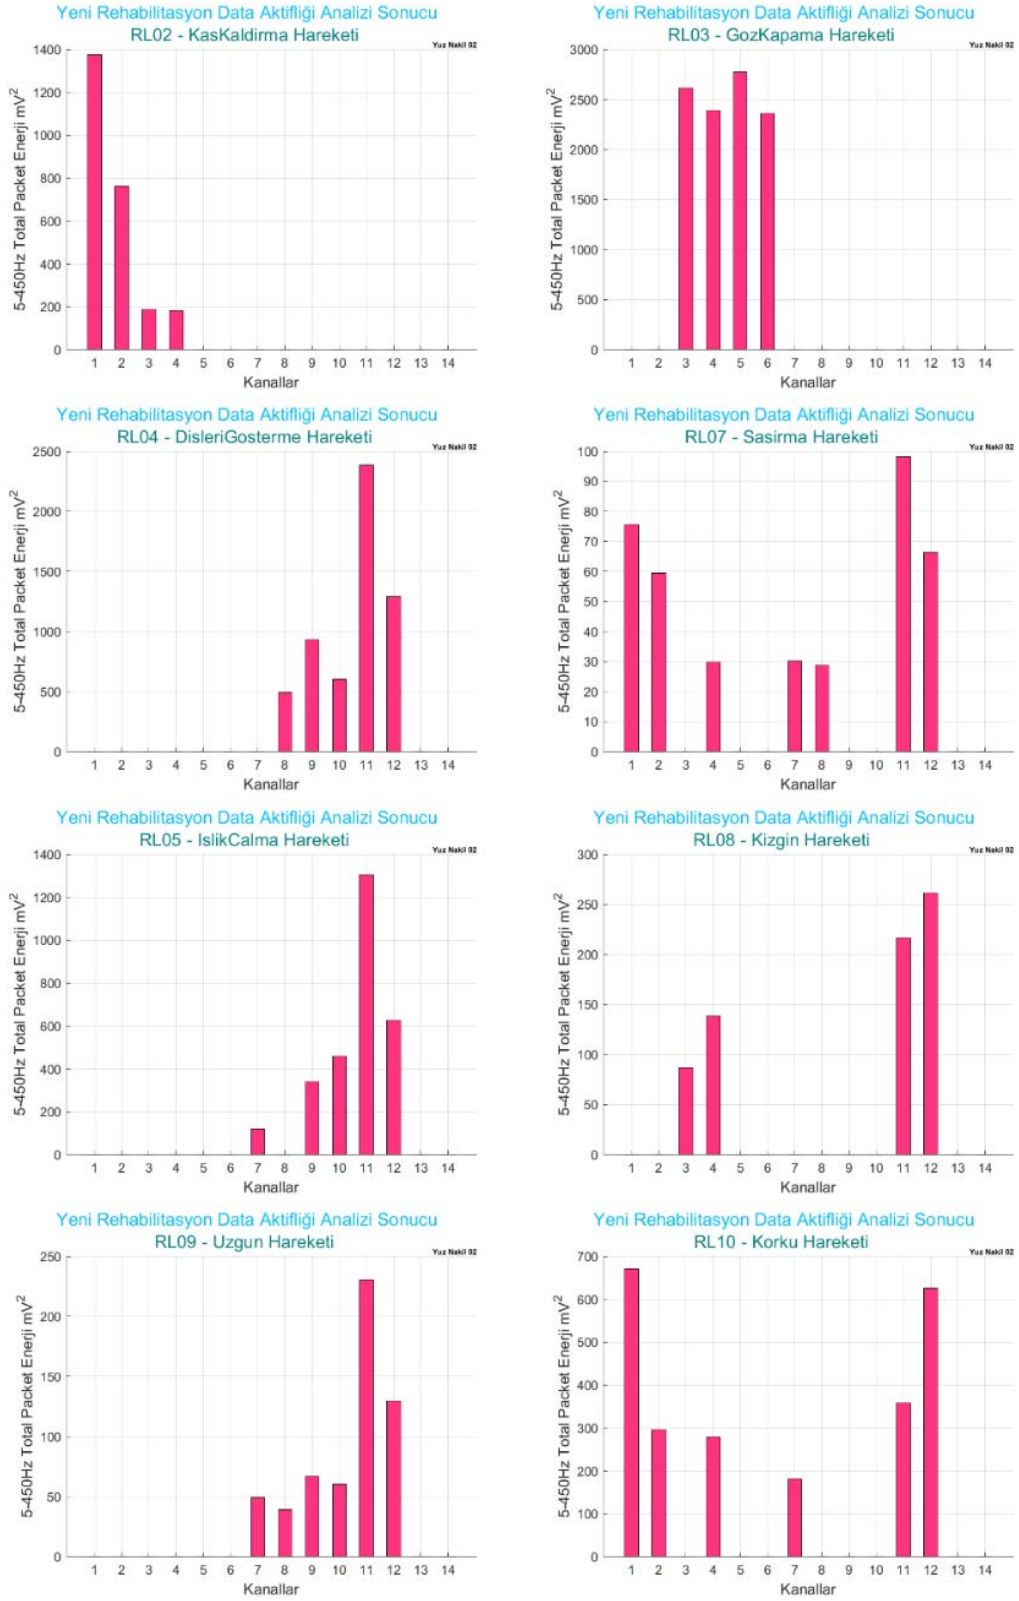 Yeni Rehabilitasyon Data Aktifliği Analizi Sonucu
RL02 - KasKaldirma Hareketi
Yuz Nakil 02
5-450Hz Total Packet Enerji mV²
1400
1200
1000
800
600
400
200
0
1 2 3 4 5 6 7 8 9 10 11 12 13 14
Kanallar
Yeni Rehabilitasyon Data Aktifliği Analizi Sonucu
RL03 - GozKapama Hareketi
Yuz Nakil 02
5-450Hz Total Packet Enerji mV²
3000
2500
2000
1500
1000
500
0
1 2 3 4 5 6 7 8 9 10 11 12 13 14
Kanallar
Yeni Rehabilitasyon Data Aktifliği Analizi Sonucu
RL04 - DisleriGosterme Hareketi
Yuz Nakil 02
5-450Hz Total Packet Enerji mV²
2500
2000
1500
1000
500
0
1 2 3 4 5 6 7 8 9 10 11 12 13 14
Kanallar
Yeni Rehabilitasyon Data Aktifliği Analizi Sonucu
RL07 - Sasirma Hareketi
Yuz Nakil 02
5-450Hz Total Packet Enerji mV²
100
90
80
70
60
50
40
30
20
10
0
1 2 3 4 5 6 7 8 9 10 11 12 13 14
Kanallar
Yeni Rehabilitasyon Data Aktifliği Analizi Sonucu
RL05 - IslikCalma Hareketi
Yuz Nakil 02
5-450Hz Total Packet Enerji mV²
1400
1200
1000
800
600
400
200
0
1 2 3 4 5 6 7 8 9 10 11 12 13 14
Kanallar
Yeni Rehabilitasyon Data Aktifliği Analizi Sonucu
RL08 - Kizgin Hareketi
Yuz Nakil 02
5-450Hz Total Packet Enerji mV²
300
250
200
150
100
50
0
1 2 3 4 5 6 7 8 9 10 11 12 13 14
Kanallar
Yeni Rehabilitasyon Data Aktifliği Analizi Sonucu
RL09 - Uzgun Hareketi
Yuz Nakil 02
5-450Hz Total Packet Enerji mV²
250
200
150
100
50
0
1 2 3 4 5 6 7 8 9 10 11 12 13 14
Kanallar
Yeni Rehabilitasyon Data Aktifliği Analizi Sonucu
RL10 - Korku Hareketi
Yuz Nakil 02
5-450Hz Total Packet Enerji mV²
700
600
500
400
300
200
100
0
1 2 3 4 5 6 7 8 9 10 11 12 13 14
Kanallar